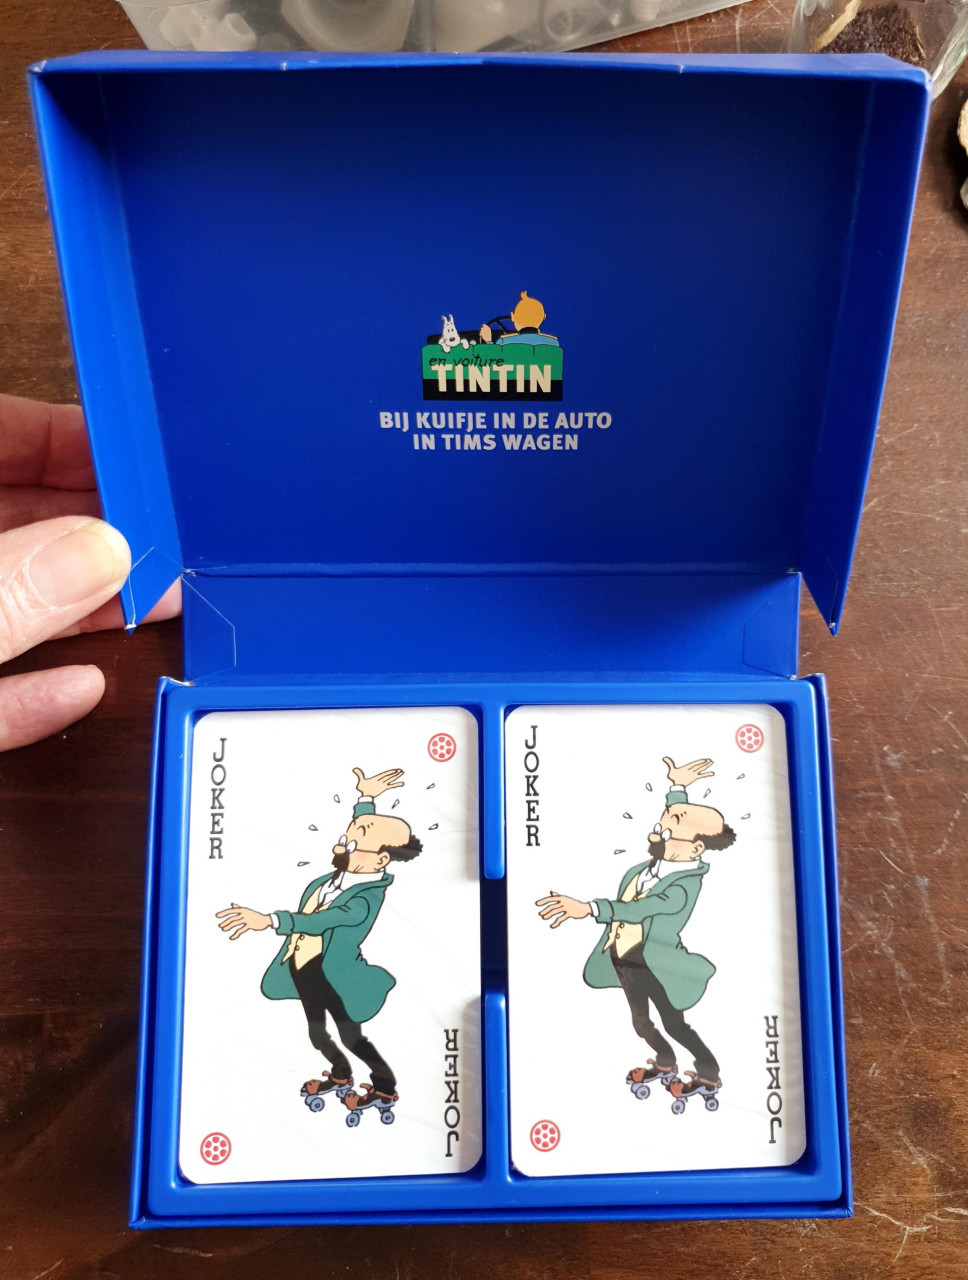 en voiture
TINTIN
BIJ KUIFJE IN DE AUTO
IN TIMS WAGEN
JOKER
JOKER
JOKER
JOKER